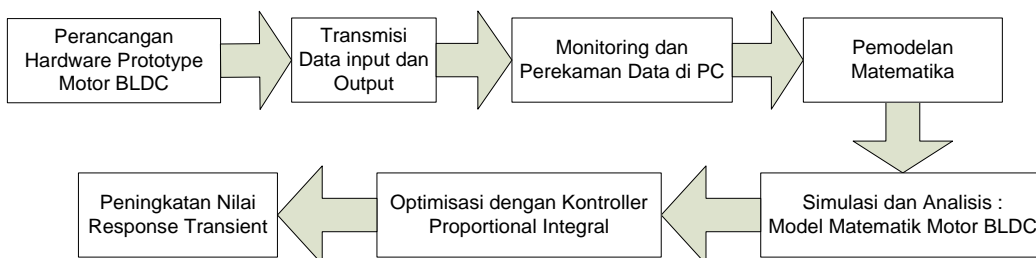 Perancangan
Hardware Prototype
Motor BLDC
Transmisi
Data input dan
Output
Monitoring dan
Perekaman Data di PC
Pemodelan
Matematika
Simulasi dan Analisis :
Model Matematik Motor BLDC
Optimisasi dengan Kontroller
Proportional Integral
Peningkatan Nilai
Response Transient